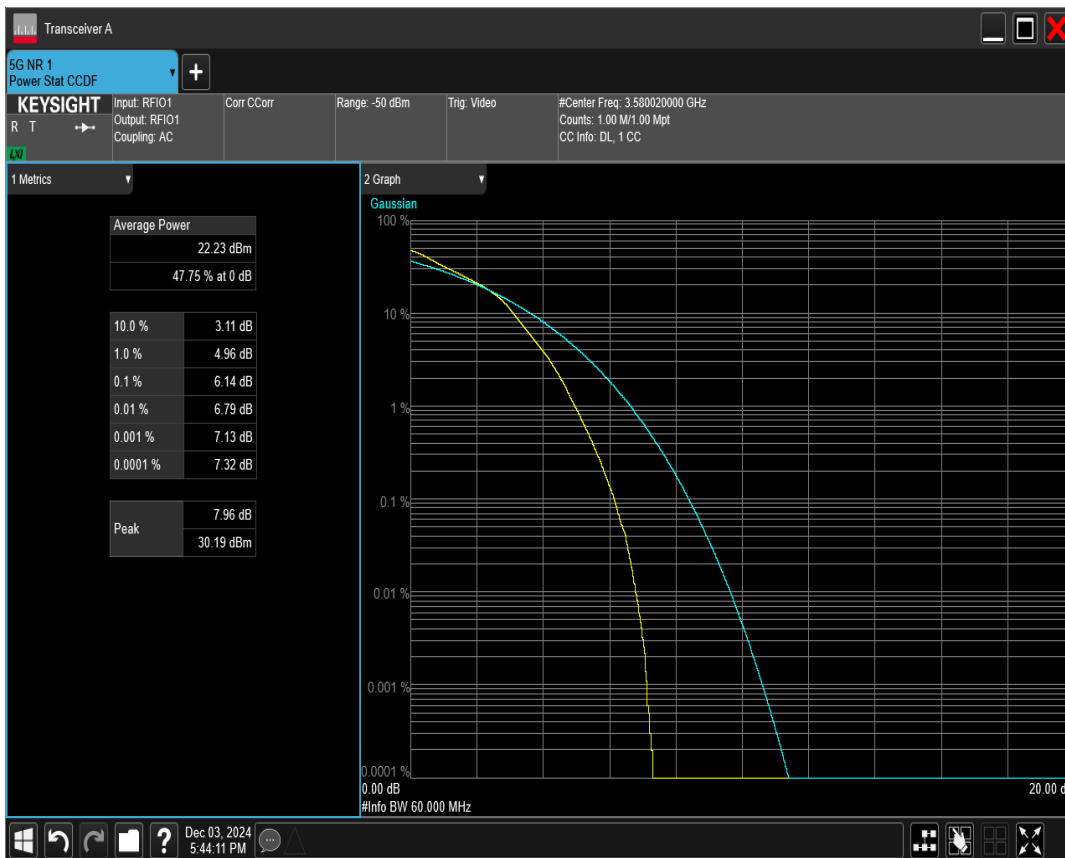 Transceiver A
5G NR 1
Power Stat CCDF
KEYSIGHT
R T
LXI
Input: RFIO1
Output: RFIO1
Coupling: AC
Corr CCorr
Range: -50 dBm
Trig: Video
#Center Freq: 3.580020000 GHz
Counts: 1.00 M/1.00 Mpt
CC Info: DL, 1 CC
1 Metrics
Average Power
22.23 dBm
47.75 % at 0 dB
10.0 % 3.11 dB
1.0 % 4.96 dB
0.1 % 6.14 dB
0.01 % 6.79 dB
0.001 % 7.13 dB
0.0001 % 7.32 dB
Peak
7.96 dB
30.19 dBm
2 Graph
Gaussian
100 %
10 %
1 %
0.1 %
0.01 %
0.001 %
0.0001 %
0.00 dB
20.00 d
#Info BW 60.000 MHz
?
Dec 03, 2024
5:44:11 PM